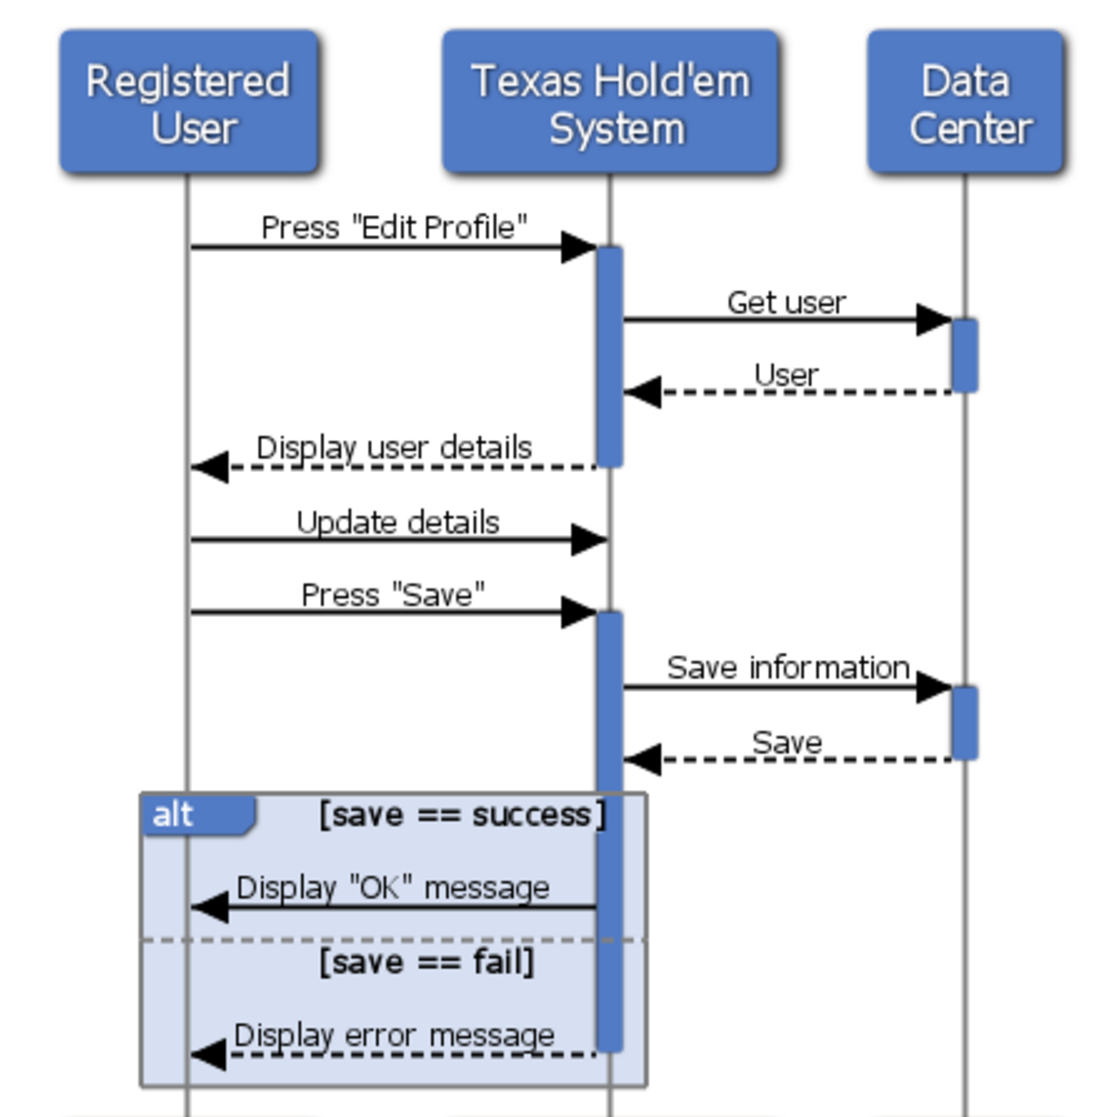 Registered
User
Texas Hold'em
System
Data
Center
Press "Edit Profile"
Get user
User
Display user details
Update details
Press "Save"
Save information
Save
alt
[save == success]
Display "OK" message
[save == fail]
Display error message